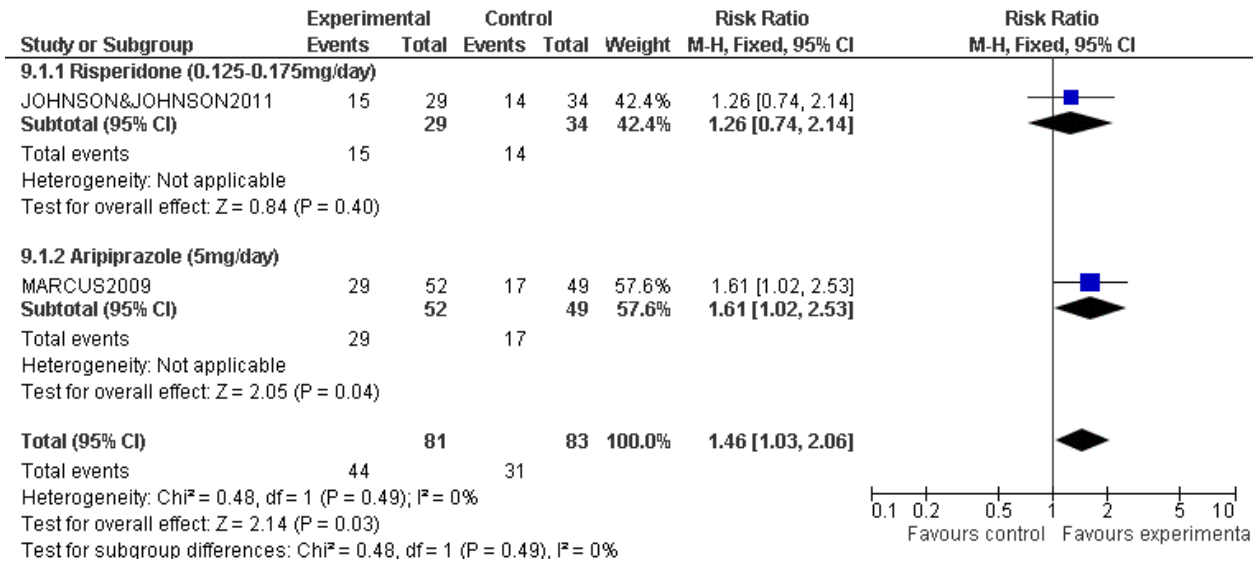 Experimental Control Risk Ratio Risk Ratio
Study or Subgroup Events Total Events Total Weight M-H, Fixed, 95% CI M-H, Fixed, 95% CI
9.1.1 Risperidone (0.125-0.175mg/day)
JOHNSON&JOHNSON2011 15 29 14 34 42.4% 1.26 [0.74, 2.14]
Subtotal (95% CI) 29 34 42.4% 1.26 [0.74, 2.14]
Total events 15 14
Heterogeneity: Not applicable
Test for overall effect: Z = 0.84 (P = 0.40)
9.1.2 Aripiprazole (5mg/day)
MARCUS2009 29 52 17 49 57.6% 1.61 [1.02, 2.53]
Subtotal (95% CI) 52 49 57.6% 1.61 [1.02, 2.53]
Total events 29 17
Heterogeneity: Not applicable
Test for overall effect: Z = 2.05 (P = 0.04)
Total (95% CI) 81 83 100.0% 1.46 [1.03, 2.06]
Total events 44 31
Heterogeneity: Chi² = 0.48, df = 1 (P = 0.49); I² = 0%
Test for overall effect: Z = 2.14 (P = 0.03)
Test for subgroup differences: Chi² = 0.48, df = 1 (P = 0.49), I² = 0%
0.1 0.2 0.5 1 2 5 10
Favours control Favours experimenta